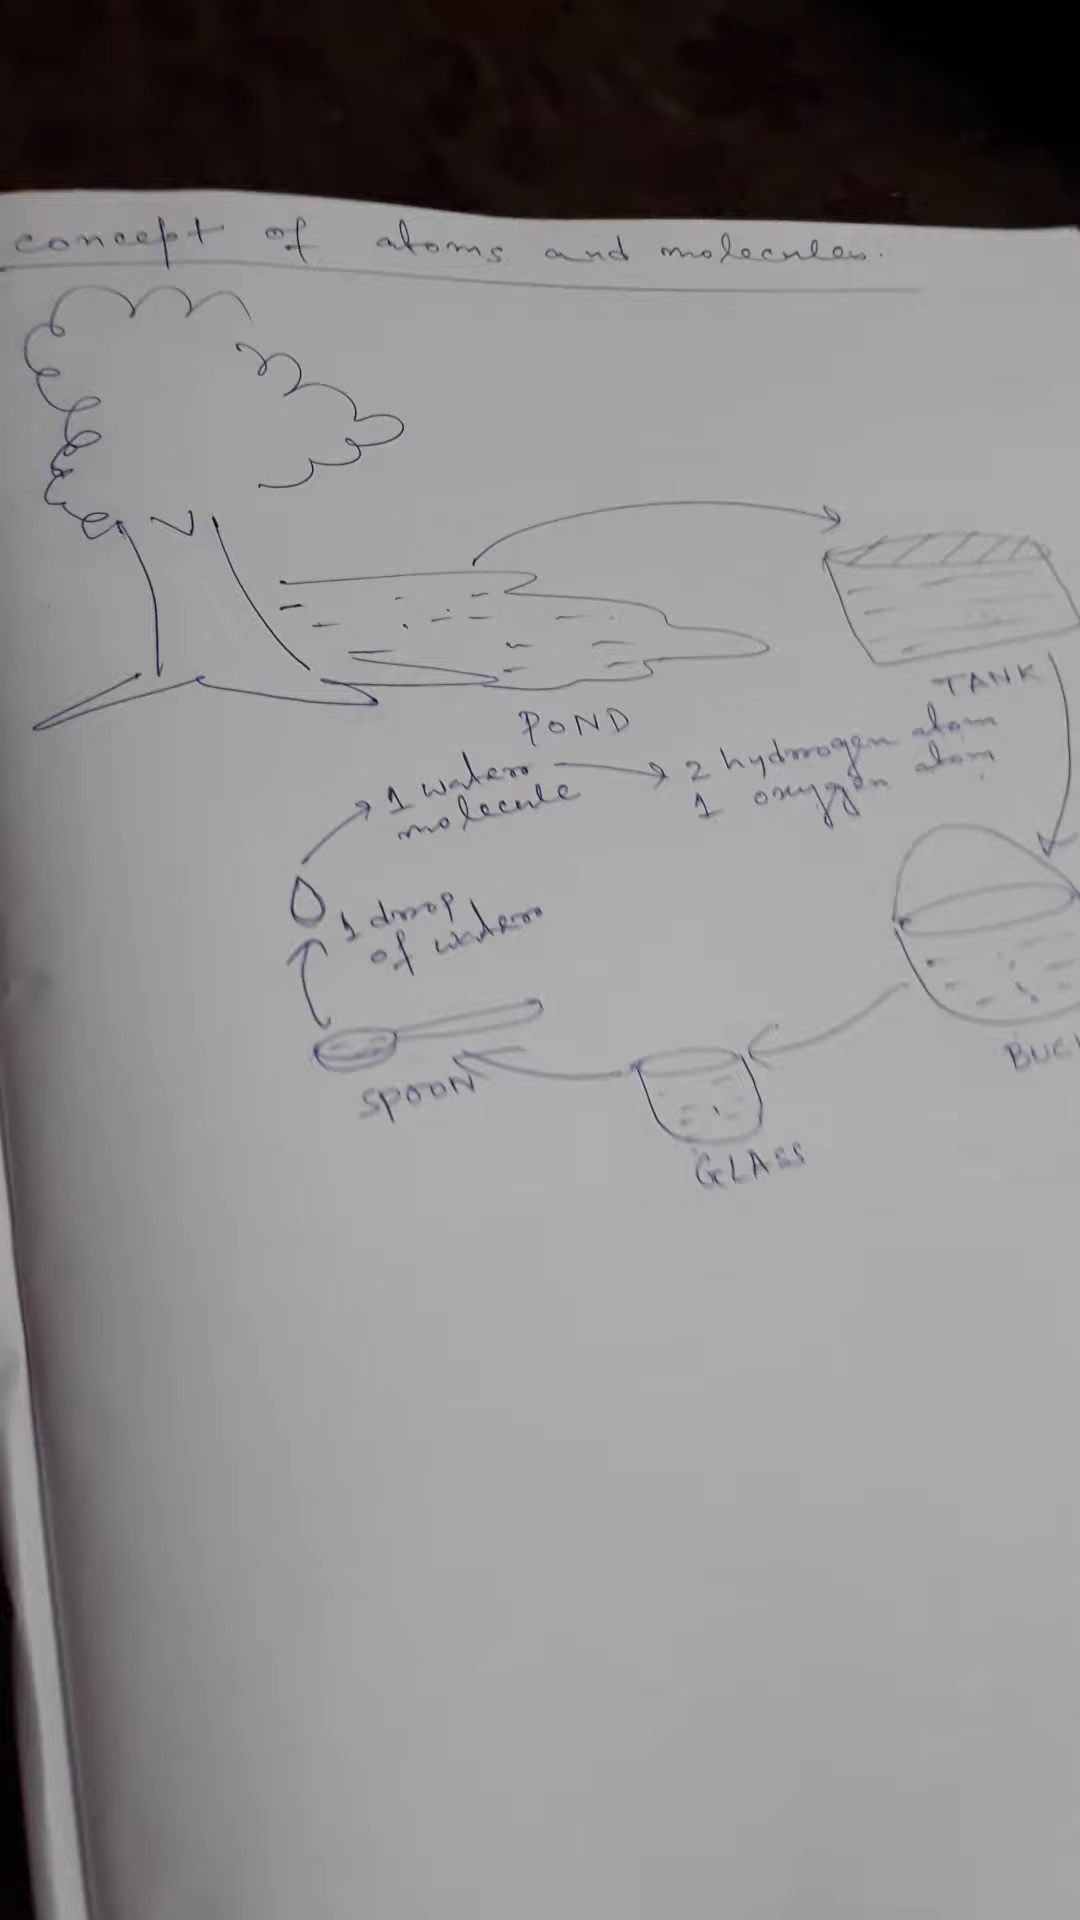 concept of atoms and molecules.
TANK
POND
1 water
molecule
2 hydrogen atom
1 oxygen atom
1 drop
of water
BUCK
SPOON
GLASS